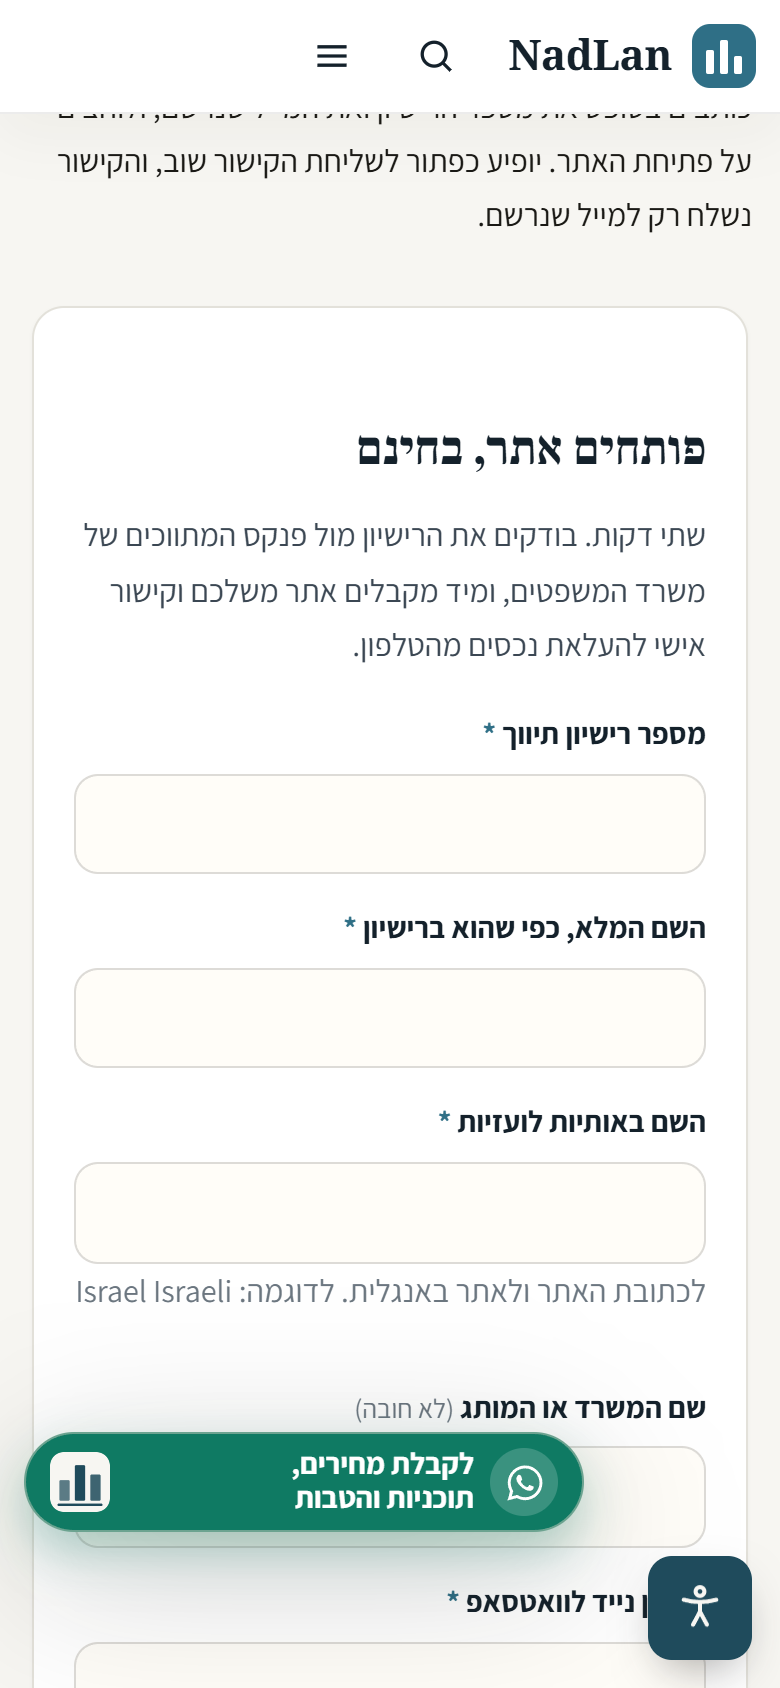 NadLan
על פתיחת האתר. יופיע כפתור לשליחת הקישור שוב, והקישור
נשלח רק למייל שנרשם.
פותחים אתר, בחינם
שתי דקות. בודקים את הרישיון מול פנקס המתווכים של
משרד המשפטים, ומיד מקבלים אתר משלכם וקישור
אישי להעלאת נכסים מהטלפון.
מספר רישיון תיווך *
השם המלא, כפי שהוא ברישיון *
השם באותיות לועזיות *
לכתובת האתר ולאתר באנגלית. לדוגמה: Israel Israeli
שם המשרד או המותג (לא חובה)
לקבלת מחירים,
תוכניות והטבות
נייד לוואטסאפ *